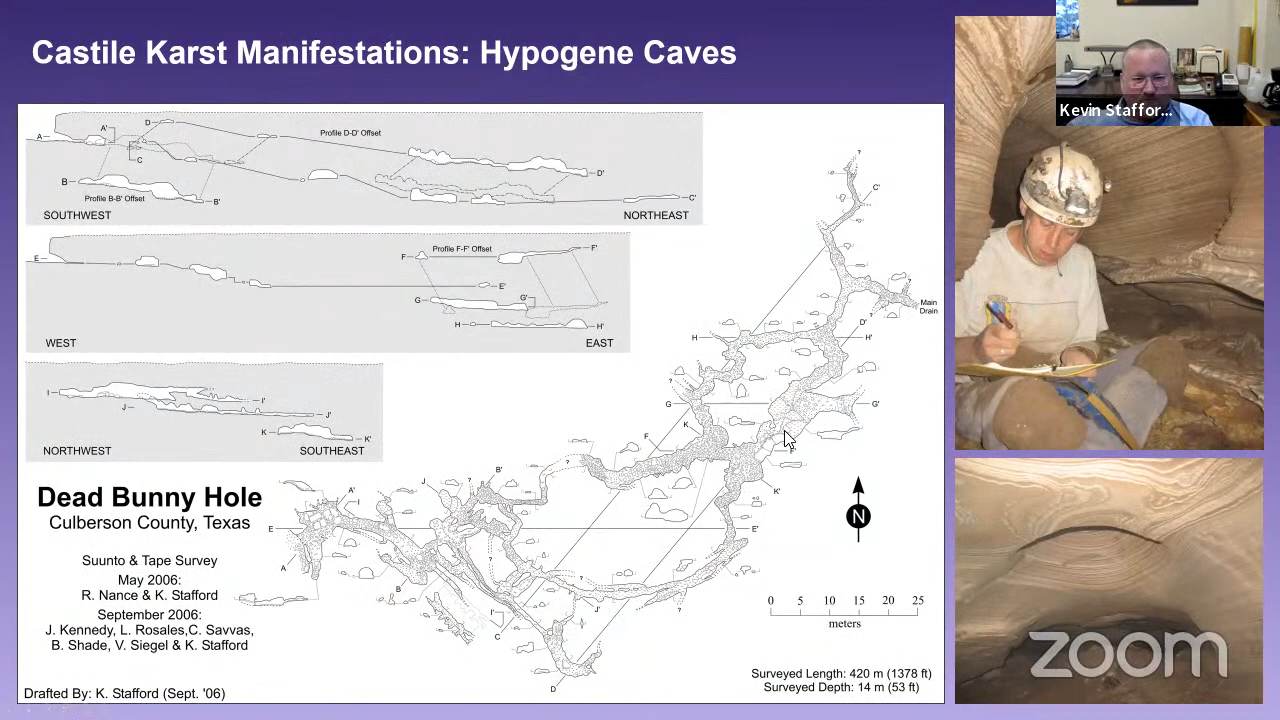 Castile Karst Manifestations: Hypogene Caves
Kevin Staffor...
A
A'
D
Profile D-D' Offset
C
B
Profile B-B' Offset
B'
D'
C'
SOUTHWEST
NORTHEAST
E
F
Profile F-F' Offset
F'
E'
G
G'
H
H'
WEST
EAST
I
I'
J
J'
K
K'
NORTHWEST
SOUTHEAST
Dead Bunny Hole
Culberson County, Texas
Suunto & Tape Survey
May 2006:
R. Nance & K. Stafford
September 2006:
J. Kennedy, L. Rosales,C. Savvas,
B. Shade, V. Siegel & K. Stafford
Drafted By: K. Stafford (Sept. '06)
?
C'
Main
Drain
?
D'
H
H'
?
G
G'
K
F
F'
?
B'
K'
J
?
A'
I
E
E'
A
B
?
J'
?
I'
C
D
N
0 5 10 15 20 25
meters
Surveyed Length: 420 m (1378 ft)
Surveyed Depth: 14 m (53 ft)
zoom